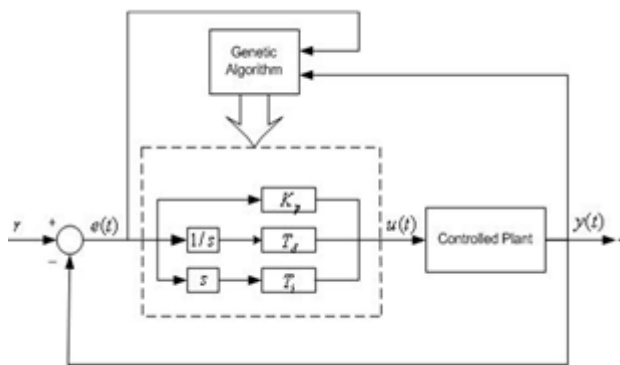 Genetic
Algorithm
K_p
r
+
e(t)
1/s
T_d
u(t)
Controlled Plant
y(t)
−
s
T_i